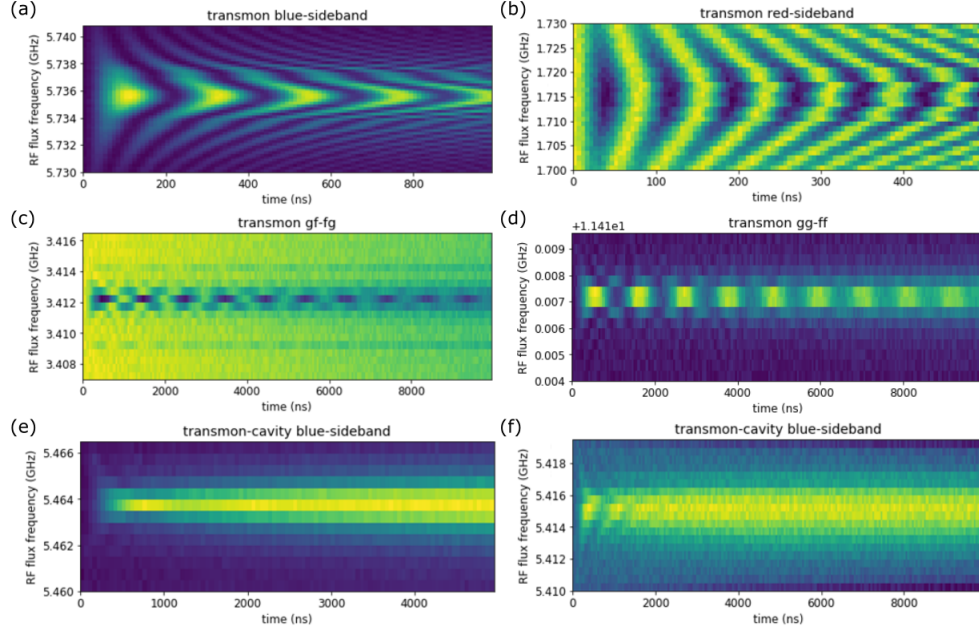 (a)
transmon blue-sideband
RF flux frequency (GHz)
5.740
5.738
5.736
5.734
5.732
5.730
0 200 400 600 800
time (ns)
(b)
transmon red-sideband
RF flux frequency (GHz)
1.730
1.725
1.720
1.715
1.710
1.705
1.700
0 100 200 300 400
time (ns)
(c)
transmon gf-fg
RF flux frequency (GHz)
3.416
3.414
3.412
3.410
3.408
0 2000 4000 6000 8000
time (ns)
(d)
transmon gg-ff
+1.141e1
RF flux frequency (GHz)
0.009
0.008
0.007
0.006
0.005
0.004
0 2000 4000 6000 8000
time (ns)
(e)
transmon-cavity blue-sideband
RF flux frequency (GHz)
5.466
5.464
5.462
5.460
0 1000 2000 3000 4000
time (ns)
(f)
transmon-cavity blue-sideband
RF flux frequency (GHz)
5.418
5.416
5.414
5.412
5.410
0 2000 4000 6000 8000
time (ns)